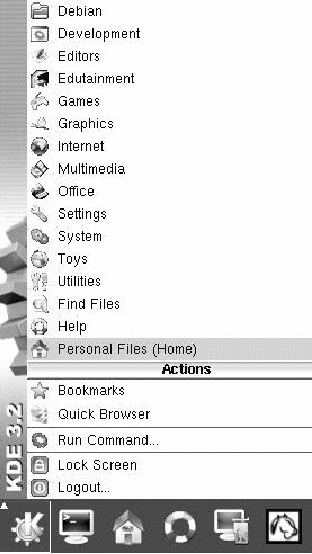 Debian
Development
Editors
Edutainment
Games
Graphics
Internet
Multimedia
Office
Settings
System
Toys
Utilities
Find Files
Help
Personal Files (Home)
Actions
Bookmarks
Quick Browser
Run Command...
Lock Screen
Logout...
KDE 3.2
K